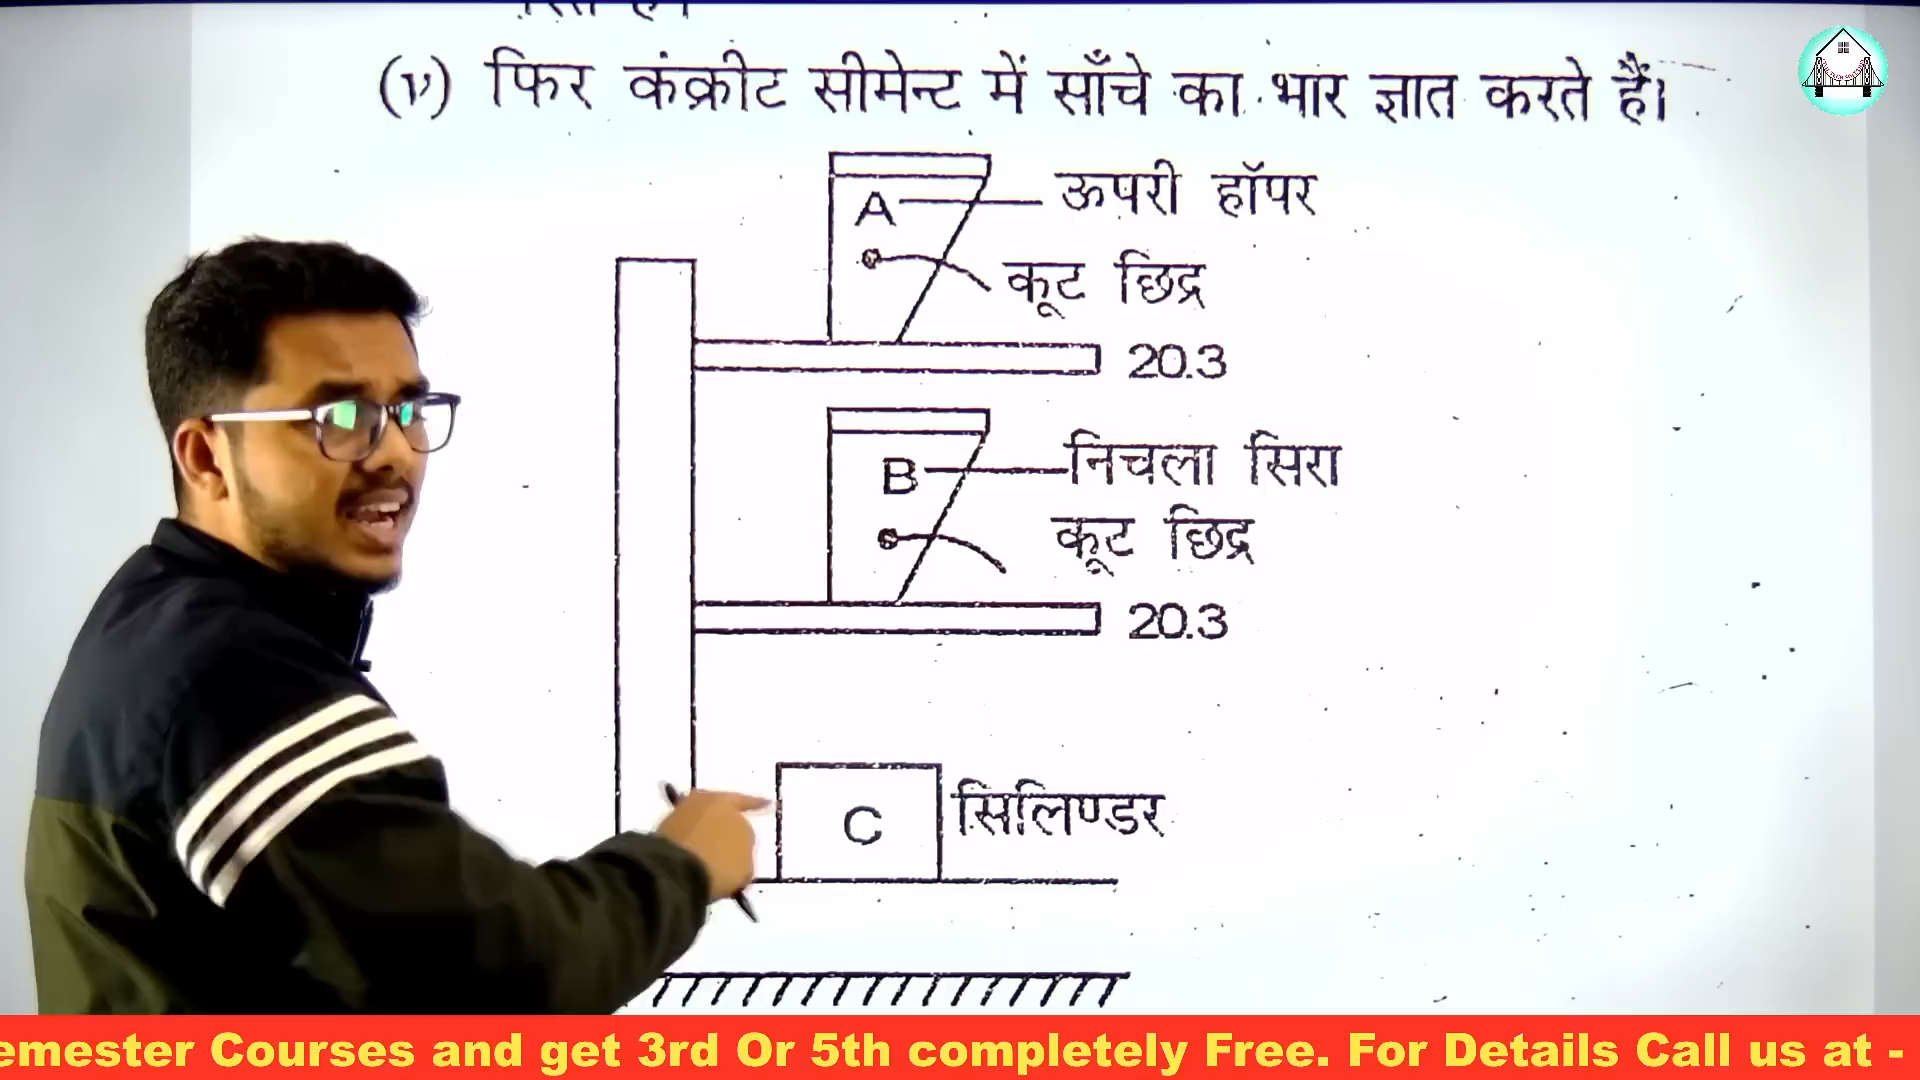 (v) फिर कंक्रीट सीमेन्ट में साँचे का भार ज्ञात करते हैं।
A
ऊपरी हॉपर
कूट छिद्र
20.3
B
निचला सिरा
कूट छिद्र
20.3
C
सिलिण्डर
emester Courses and get 3rd Or 5th completely Free. For Details Call us at -